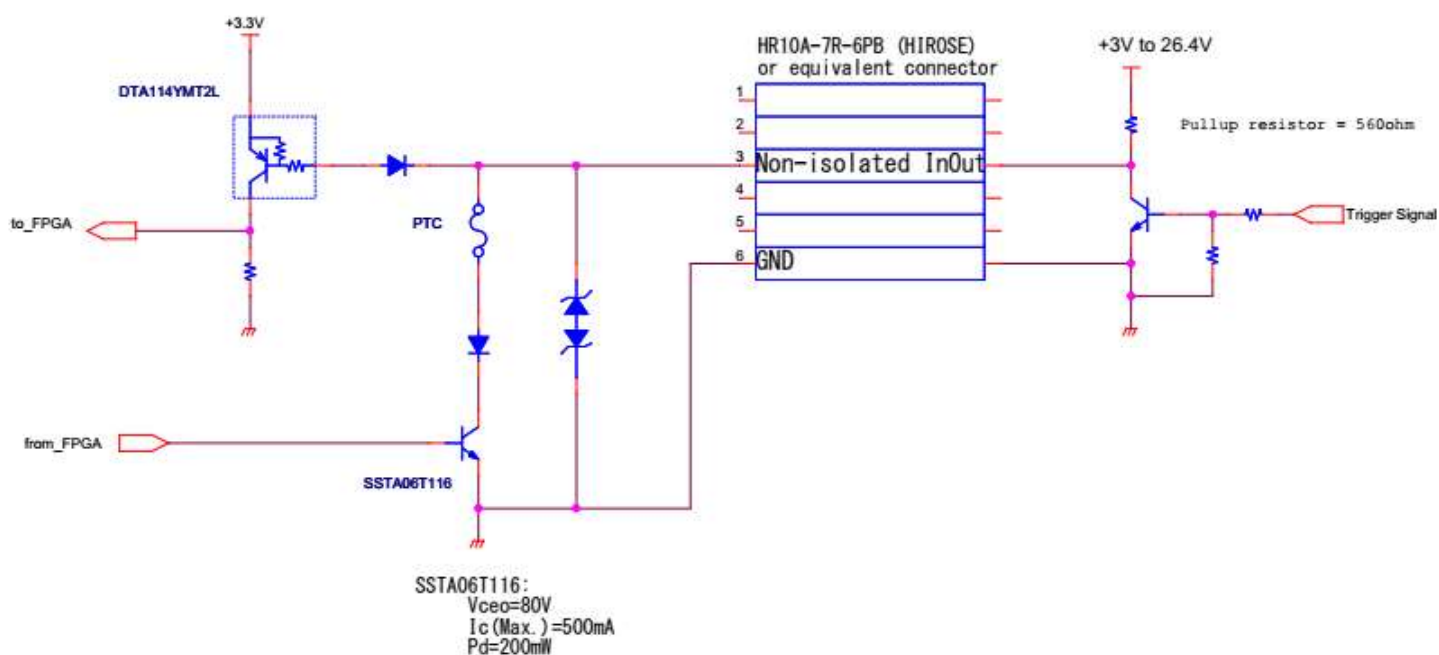 +3.3V
DTA114YMT2L
to_FPGA
PTC
from_FPGA
SSTA06T116
SSTA06T116:
Vceo=80V
Ic(Max.)=500mA
Pd=200mW
HR10A-7R-6PB (HIROSE)
or equivalent connector
1
2
3 Non-isolated InOut
4
5
6 GND
+3V to 26.4V
Pullup resistor = 560ohm
Trigger Signal